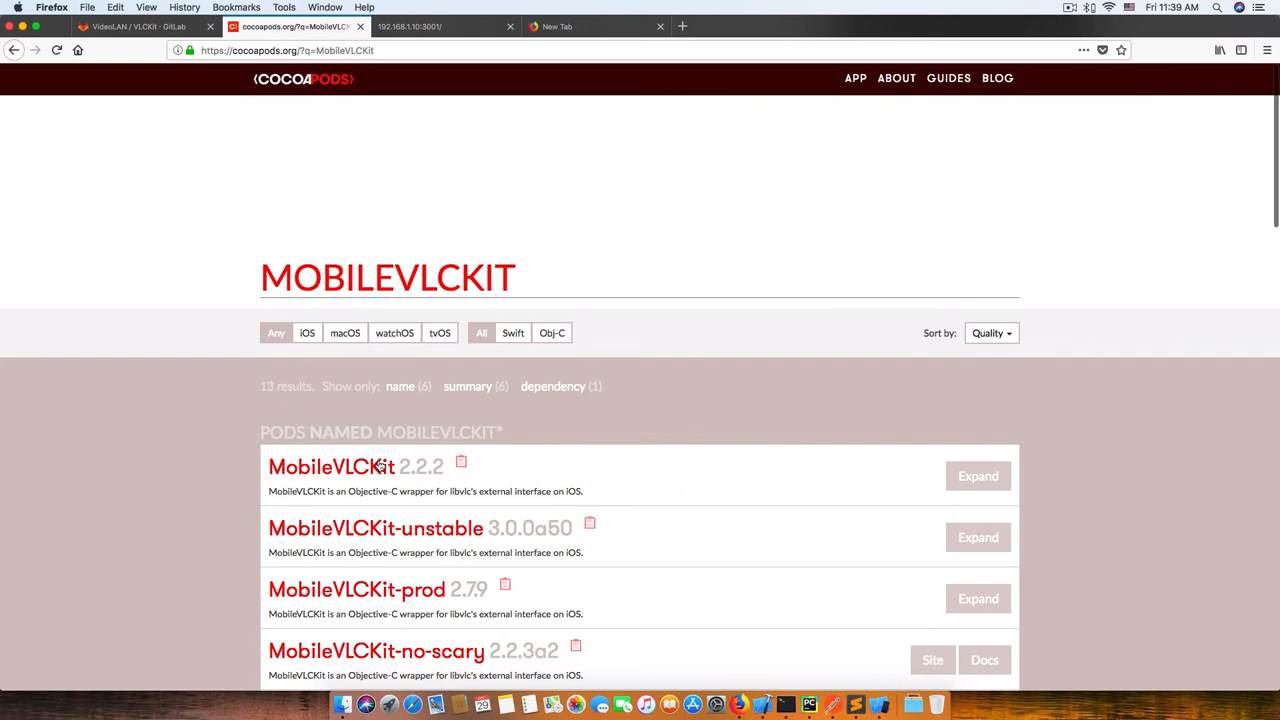 Firefox File Edit View History Bookmarks Tools Window Help Fri 11:39 AM
VideoLAN / VLCKit · GitLab cocoapods.org/?q=MobileVLCK 192.168.1.10:3001/ New Tab
https://cocoapods.org/?q=MobileVLCKit
COCOAPODS APP ABOUT GUIDES BLOG
MOBILEVLCKIT
Any iOS macOS watchOS tvOS All Swift Obj-C Sort by: Quality
13 results. Show only: name (6) summary (6) dependency (1)
PODS NAMED MOBILEVLCKIT*
MobileVLCKit 2.2.2
Expand
MobileVLCKit is an Objective-C wrapper for libvlc's external interface on iOS.
MobileVLCKit-unstable 3.0.0a50
Expand
MobileVLCKit is an Objective-C wrapper for libvlc's external interface on iOS.
MobileVLCKit-prod 2.7.9
Expand
MobileVLCKit is an Objective-C wrapper for libvlc's external interface on iOS.
MobileVLCKit-no-scary 2.2.3a2
Site Docs
MobileVLCKit is an Objective-C wrapper for libvlc's external interface on iOS.
29
PC